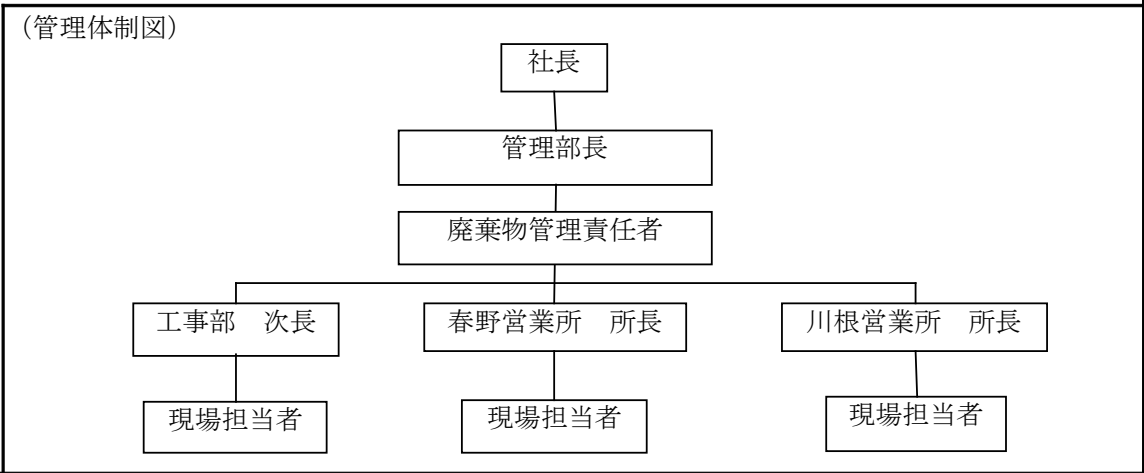 （管理体制図）
社長
管理部長
廃棄物管理責任者
工事部　次長
春野営業所　所長
川根営業所　所長
現場担当者
現場担当者
現場担当者